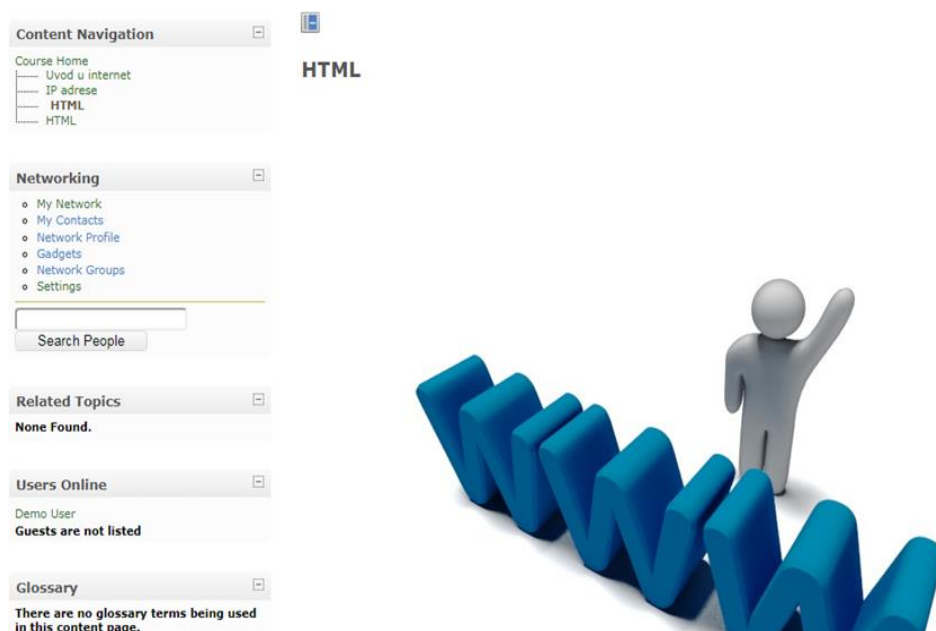 Content Navigation
Course Home
Uvod u internet
IP adrese
HTML
HTML
Networking
My Network
My Contacts
Network Profile
Gadgets
Network Groups
Settings
Search People
Related Topics
None Found.
Users Online
Demo User
Guests are not listed
Glossary
There are no glossary terms being used
in this content page.
HTML
WWW